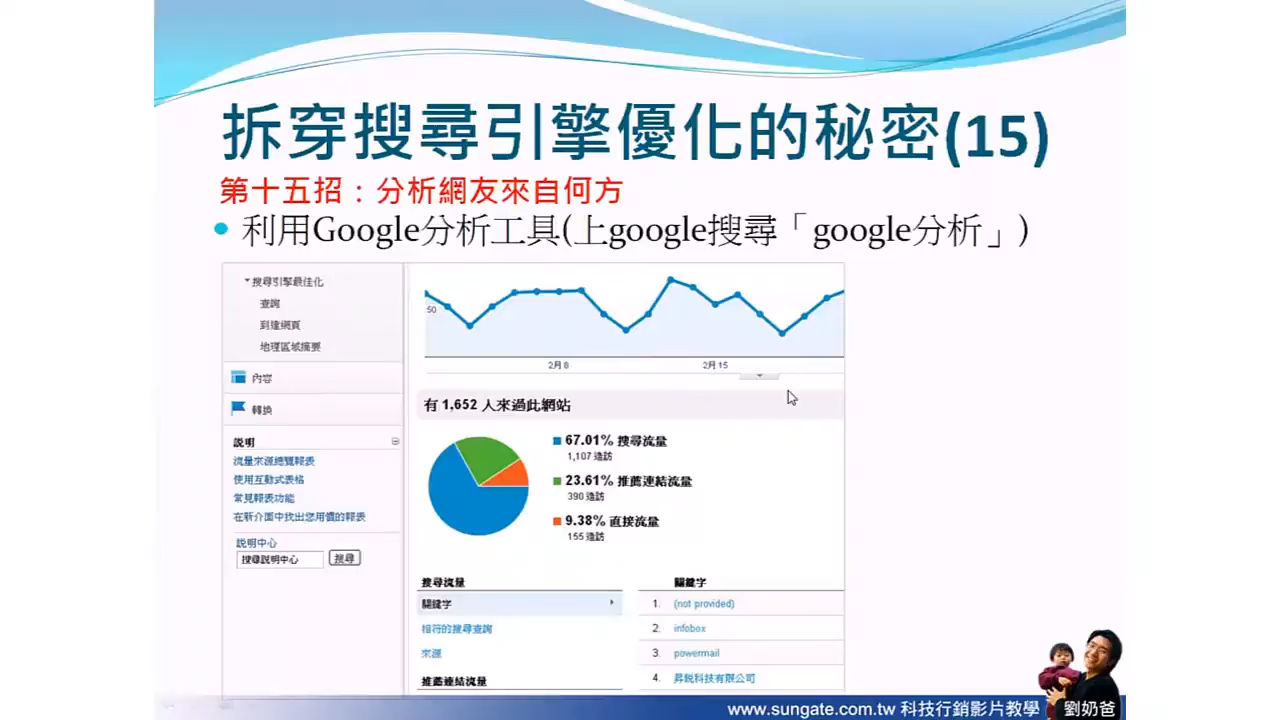 拆穿搜尋引擎優化的秘密(15)
第十五招：分析網友來自何方
利用Google分析工具(上google搜尋「google分析」)
搜尋引擎最佳化
查詢
到達網頁
地理區域摘要
內容
轉換
說明
流量來源總覽報表
使用互動式表格
常見報表功能
在新介面中找出您用慣的報表
說明中心
搜尋說明中心
搜尋
50
2月 8
2月 15
有 1,652 人來過此網站
67.01% 搜尋流量
1,107 造訪
23.61% 推薦連結流量
390 造訪
9.38% 直接流量
155 造訪
搜尋流量
關鍵字
相符的搜尋查詢
來源
推薦連結流量
關鍵字
1. (not provided)
2. infobox
3. powermail
4. 昇銳科技有限公司
www.sungate.com.tw 科技行銷影片教學
劉奶爸